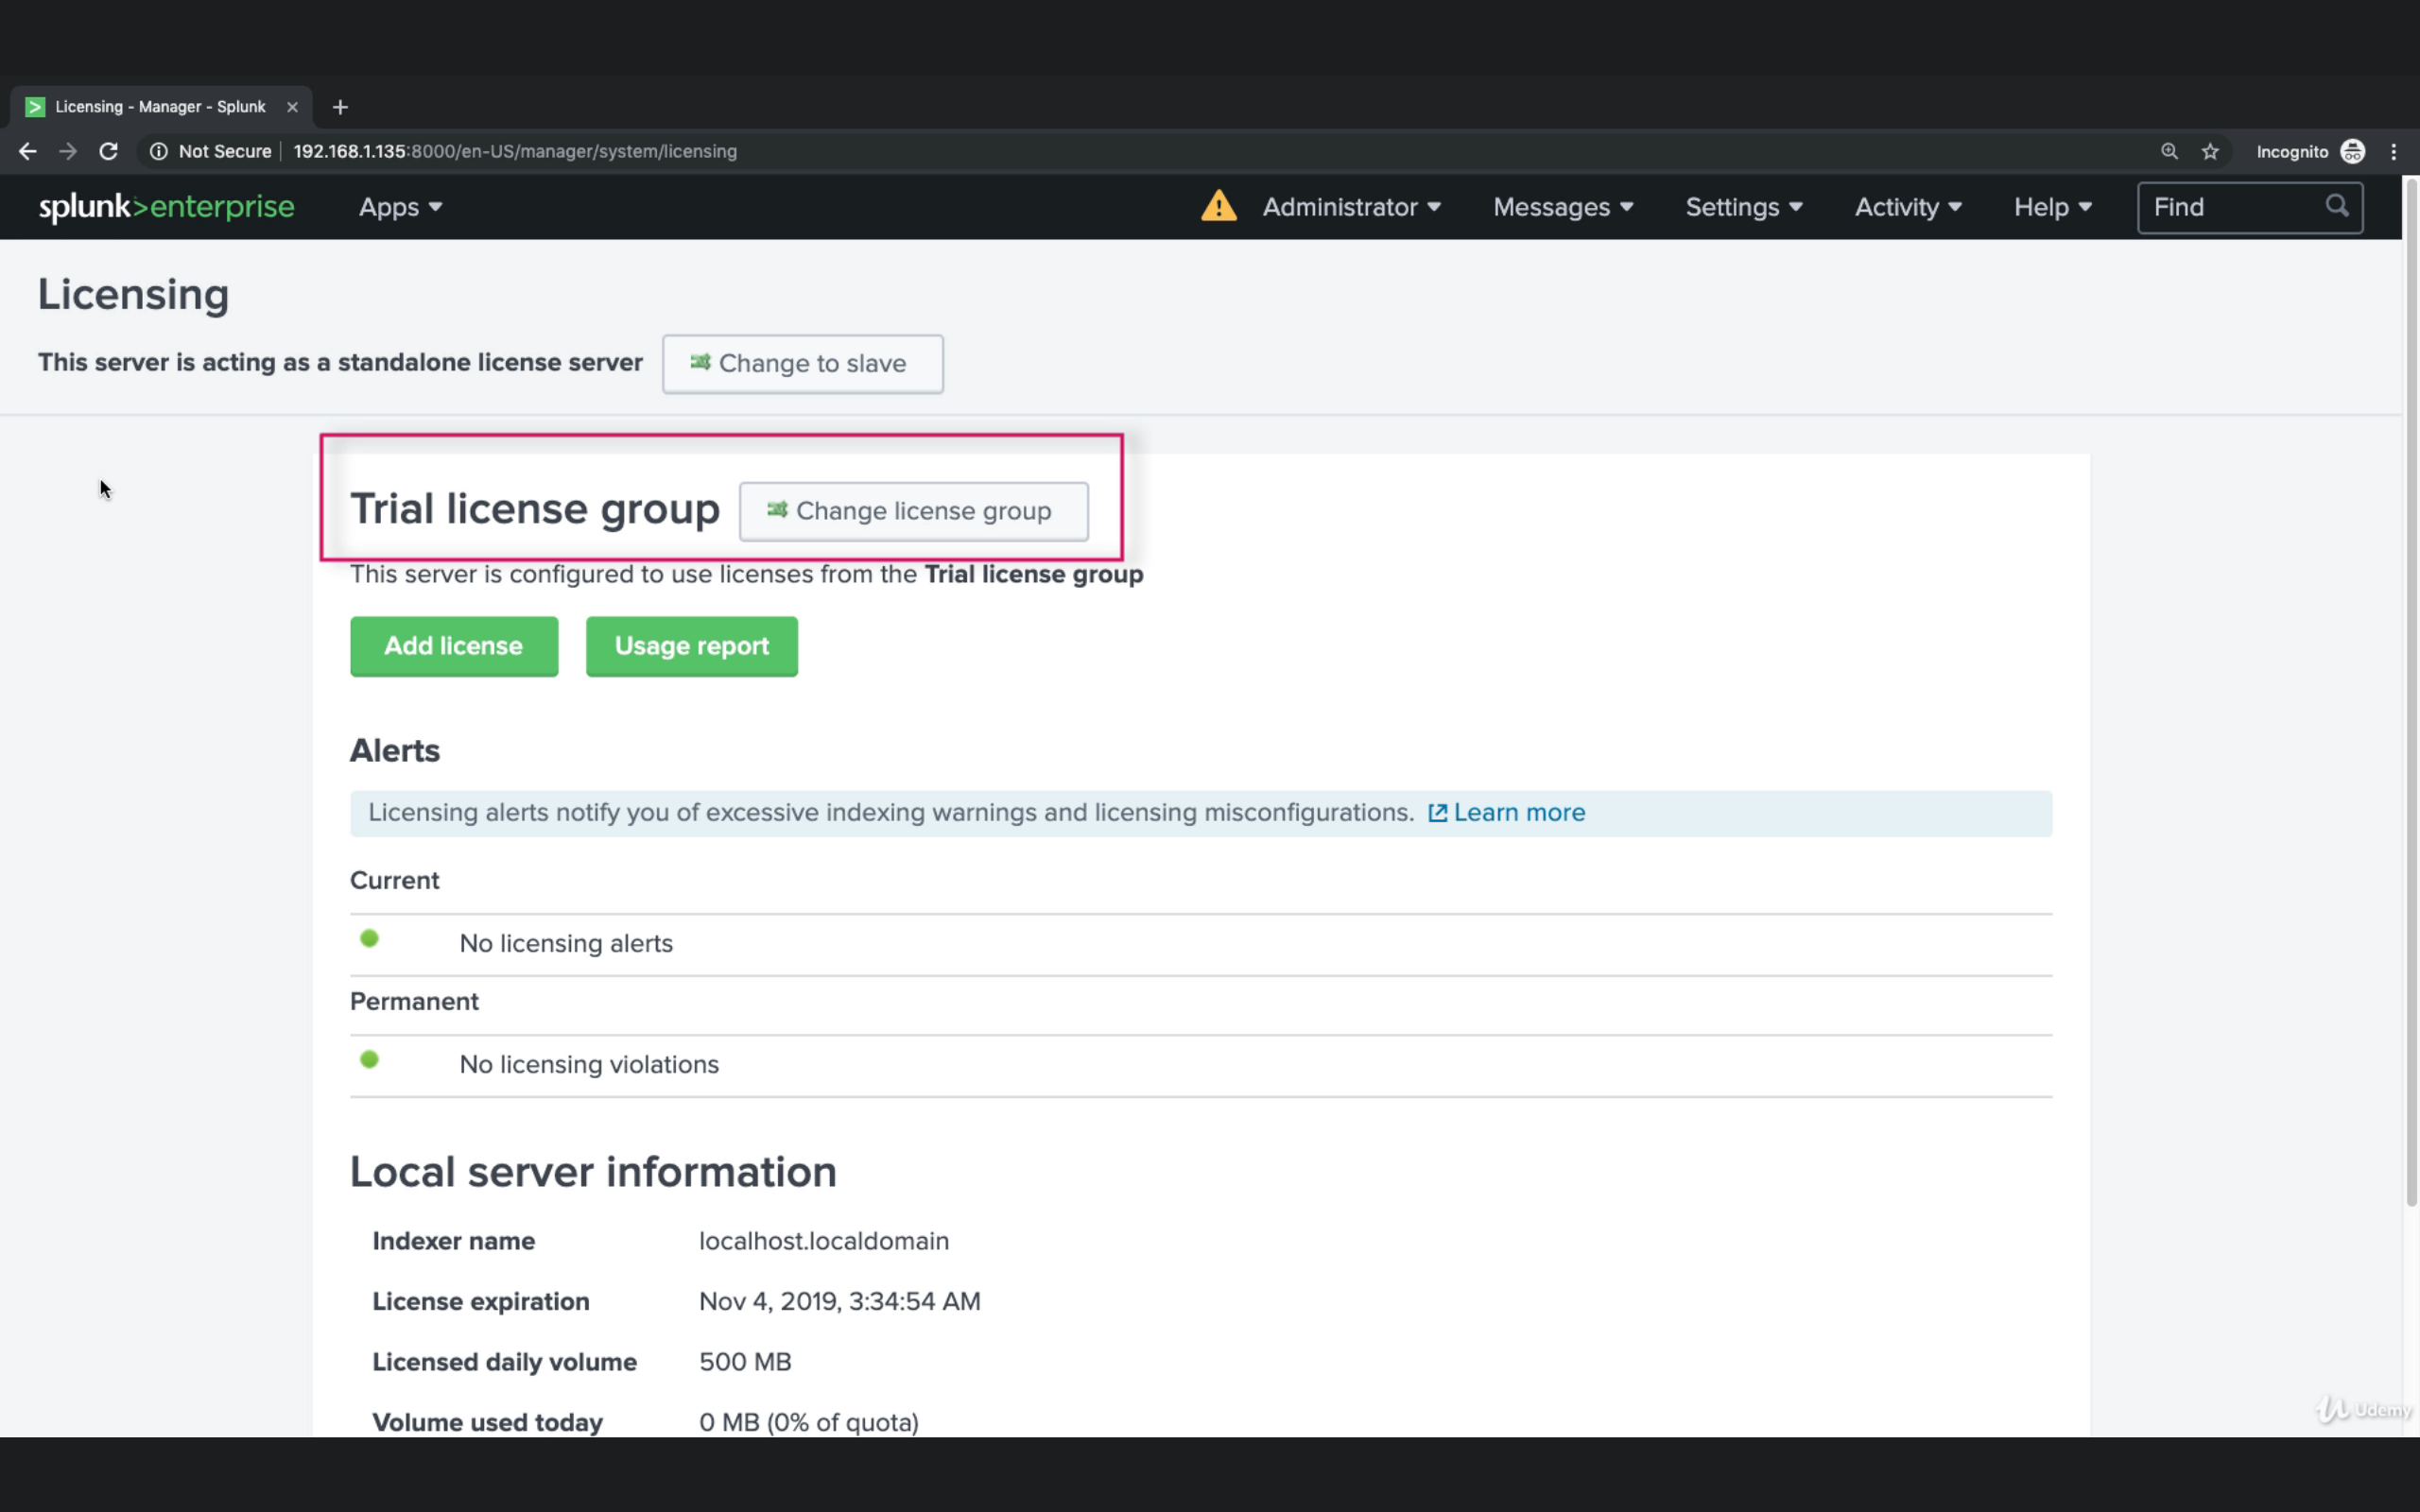 Licensing - Manager - Splunk
Not Secure 192.168.1.135:8000/en-US/manager/system/licensing Incognito
splunk>enterprise Apps Administrator Messages Settings Activity Help Find
Licensing
This server is acting as a standalone license server Change to slave
Trial license group Change license group
This server is configured to use licenses from the Trial license group
Add license Usage report
Alerts
Licensing alerts notify you of excessive indexing warnings and licensing misconfigurations. Learn more
Current
No licensing alerts
Permanent
No licensing violations
Local server information
Indexer name localhost.localdomain
License expiration Nov 4, 2019, 3:34:54 AM
Licensed daily volume 500 MB
Volume used today 0 MB (0% of quota)
Udemy